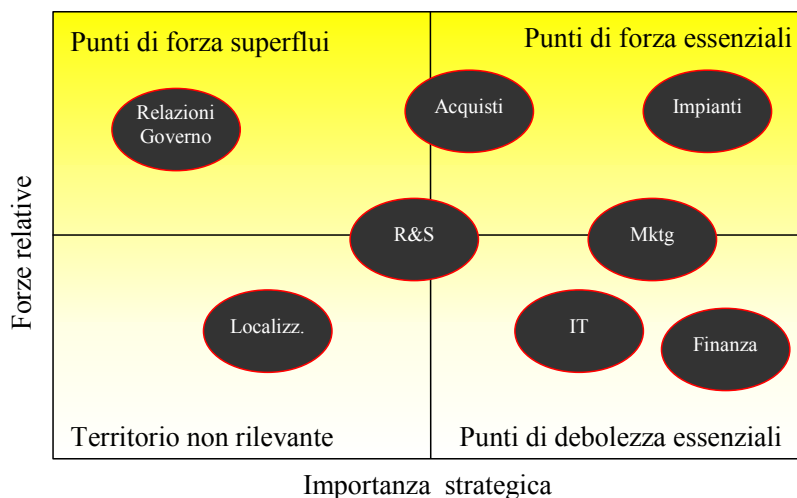 Punti di forza superflui
Punti di forza essenziali
Relazioni
Governo
Acquisti
Impianti
R&S
Mktg
Localizz.
IT
Finanza
Territorio non rilevante
Punti di debolezza essenziali
Forze relative
Importanza strategica